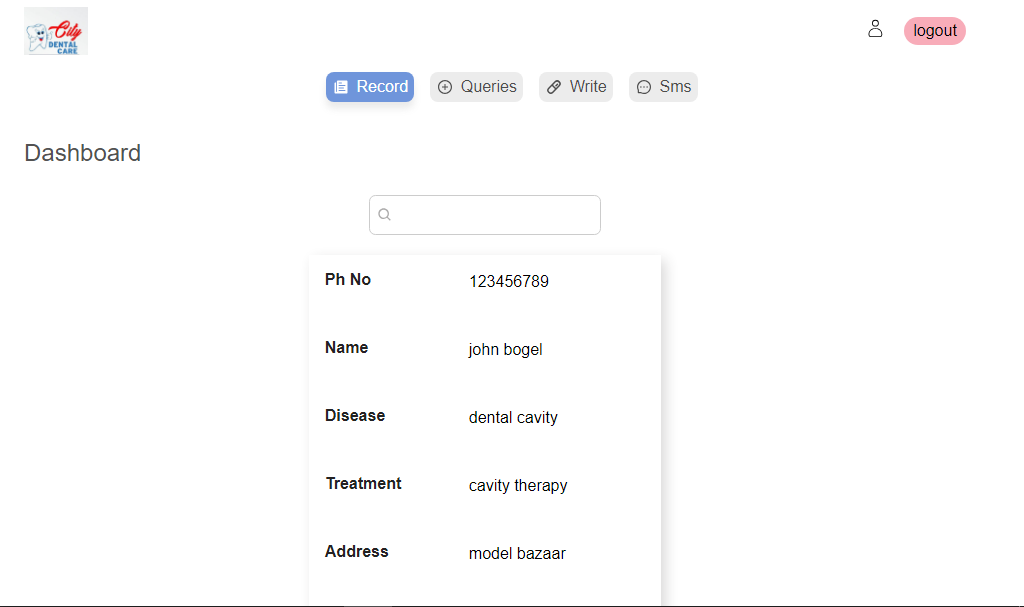 City
DENTAL
CARE
logout
Record Queries Write Sms
Dashboard
Ph No 123456789
Name john bogel
Disease dental cavity
Treatment cavity therapy
Address model bazaar